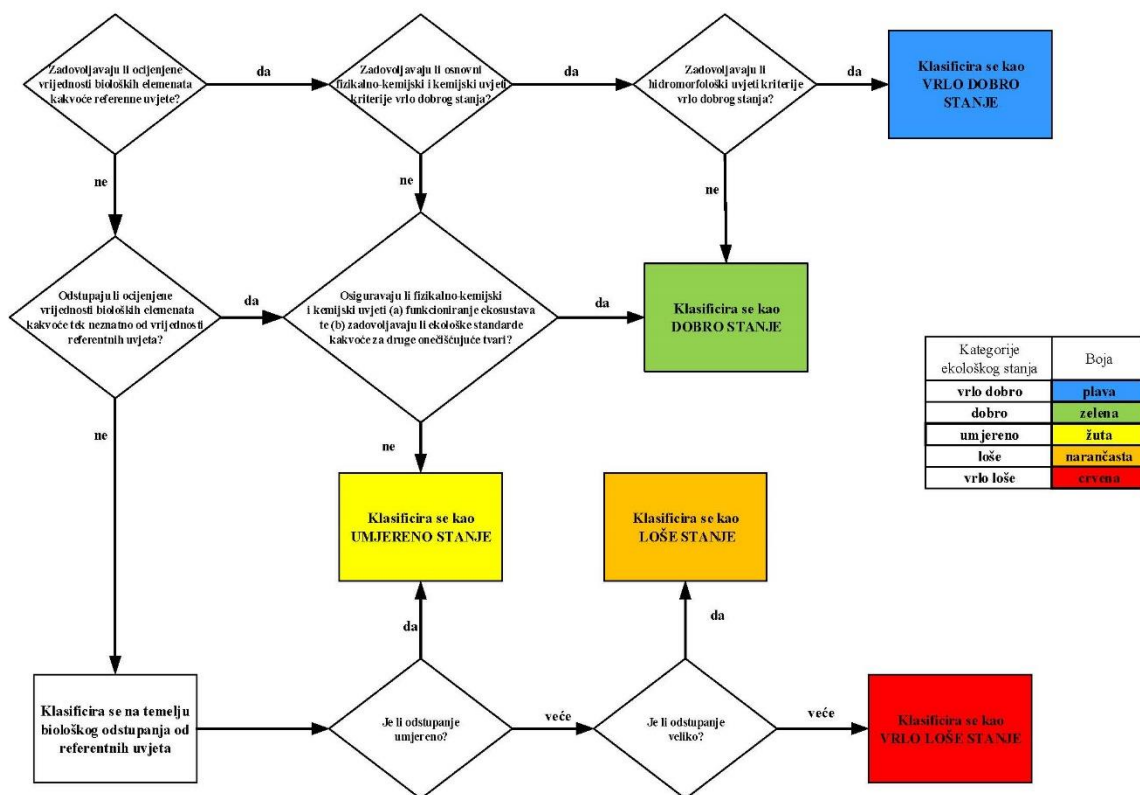 Zadovoljavaju li ocijenjene
vrijednosti bioloških elemenata
kakvoće referenne uvjete?
da
Zadovoljavaju li osnovni
fizikalno-kemijski i kemijski uvjeti
kriterije vrlo dobrog stanja?
da
Zadovoljavaju li
hidromorfološki uvjeti kriterije
vrlo dobrog stanja?
da
Klasificira se kao
VRLO DOBRO
STANJE
ne
ne
ne
Odstupaju li ocijenjene
vrijednosti bioloških elemenata
kakvoće tek neznatno od vrijednosti
referentnih uvjeta?
da
Osiguravaju li fizikalno-kemijski
i kemijski uvjeti (a) funkcioniranje ekosustava
te (b) zadovoljavaju li ekološke standarde
kakvoće za druge onečišćujuće tvari?
da
Klasificira se kao
DOBRO STANJE
Kategorije
ekološkog stanja
Boja
vrlo dobro
plava
dobro
zelena
umjereno
žuta
loše
narančasta
vrlo loše
crvena
ne
ne
Klasificira se kao
UMJERENO STANJE
Klasificira se kao
LOŠE STANJE
da
da
Klasificira se na temelju
biološkog odstupanja od
referentnih uvjeta
Je li odstupanje
umjereno?
veće
Je li odstupanje
veliko?
veće
Klasificira se kao
VRLO LOŠE STANJE